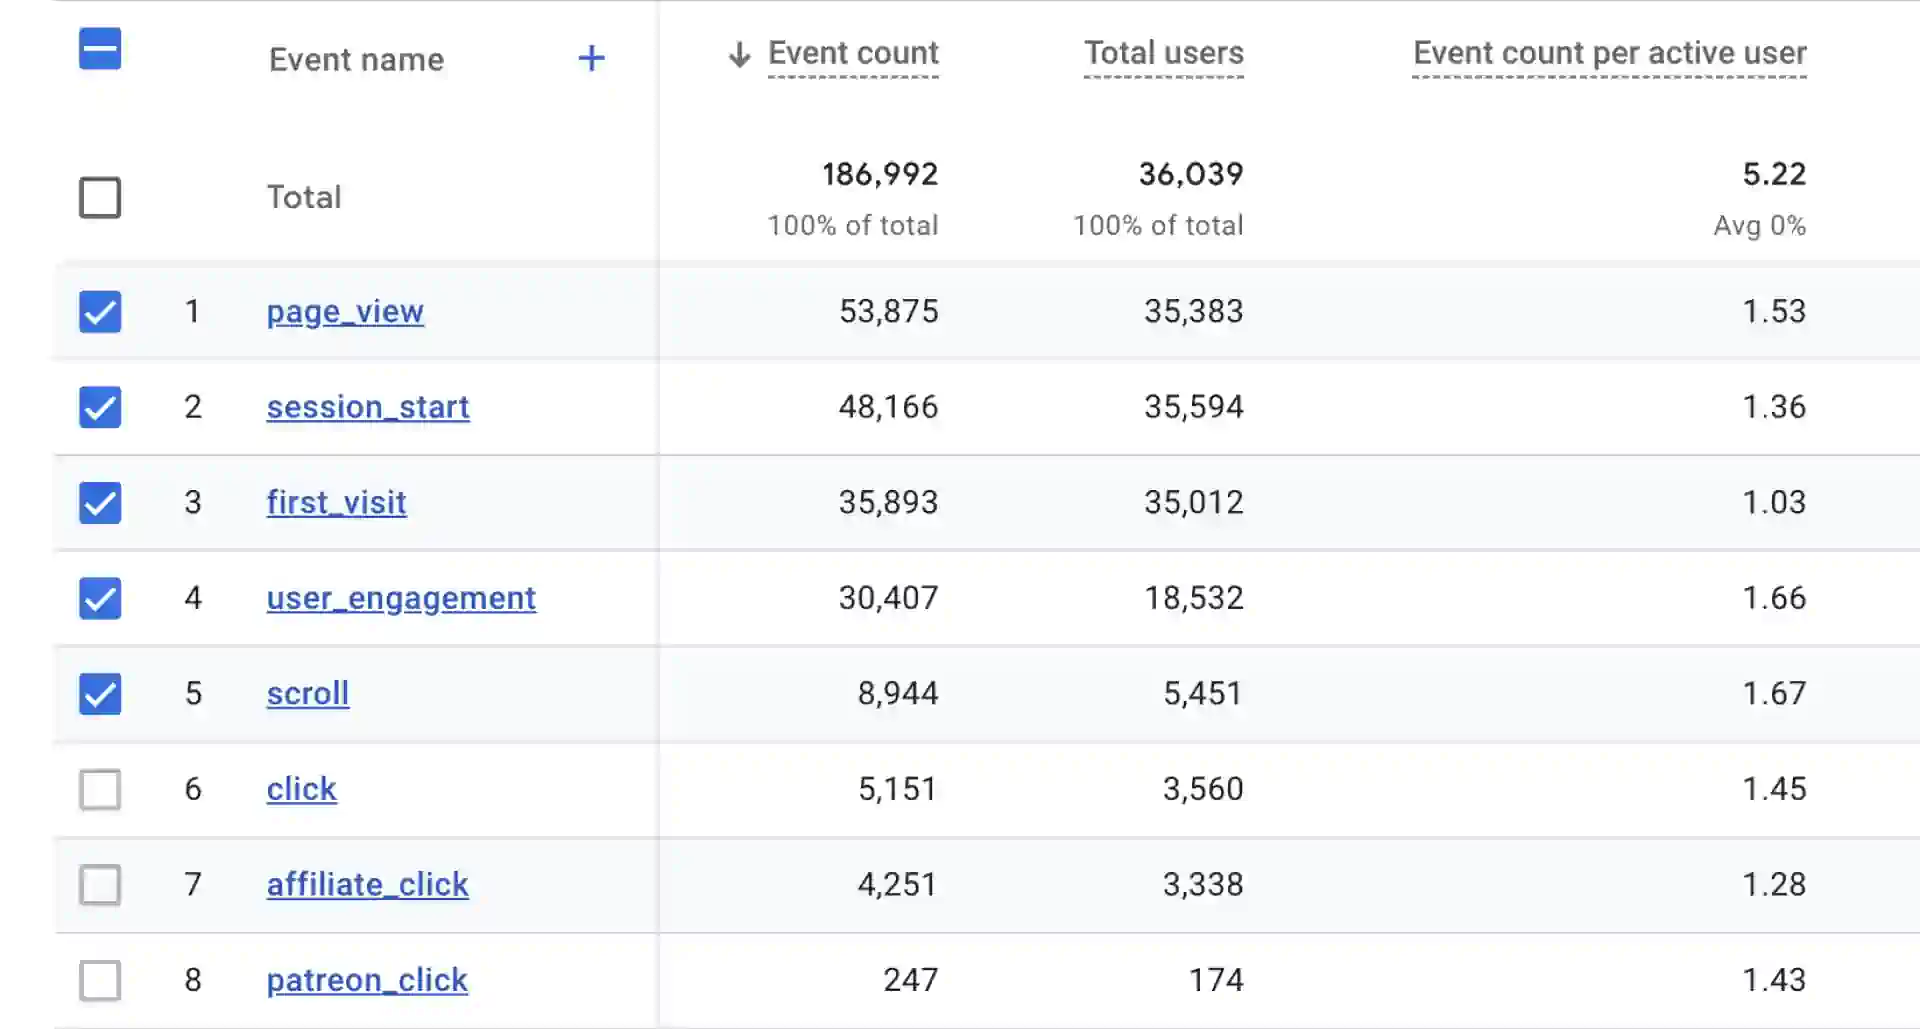 Event name + ↓ Event count Total users Event count per active user
Total 186,992 36,039 5.22
100% of total 100% of total Avg 0%
1 page_view 53,875 35,383 1.53
2 session_start 48,166 35,594 1.36
3 first_visit 35,893 35,012 1.03
4 user_engagement 30,407 18,532 1.66
5 scroll 8,944 5,451 1.67
6 click 5,151 3,560 1.45
7 affiliate_click 4,251 3,338 1.28
8 patreon_click 247 174 1.43